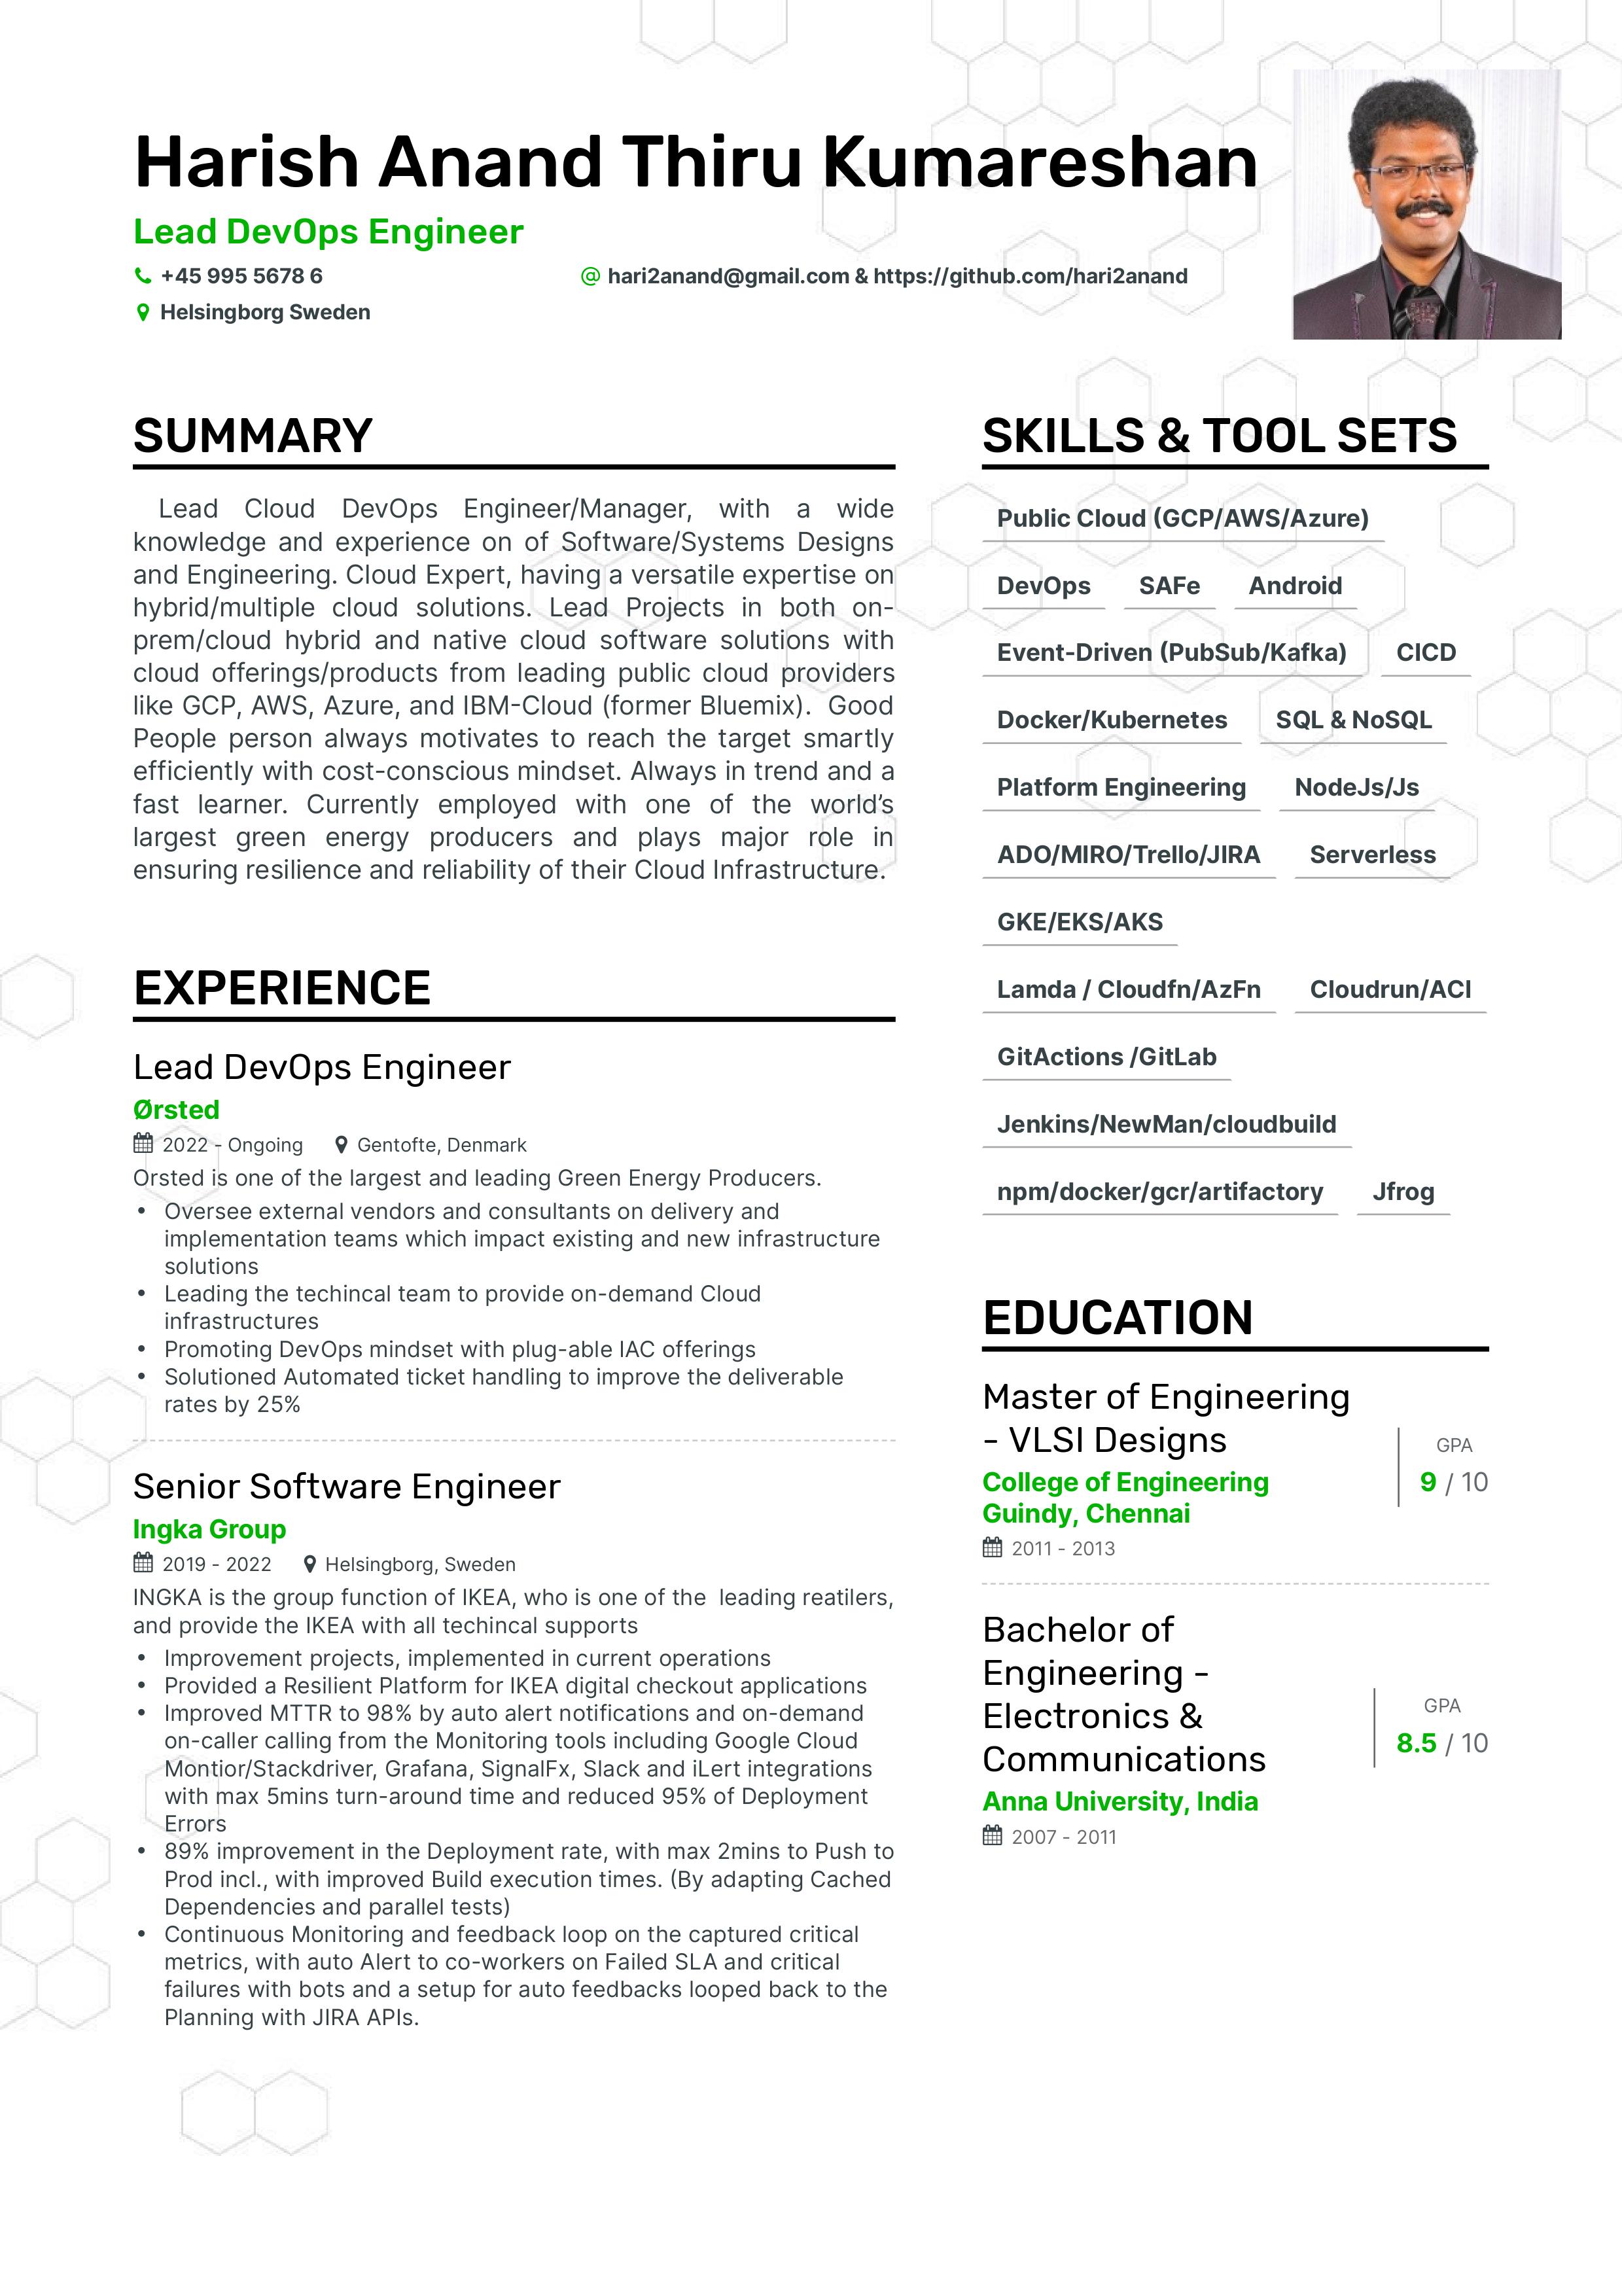 Harish Anand Thiru Kumareshan
Lead DevOps Engineer
+45 995 5678 6
@ hari2anand@gmail.com & https://github.com/hari2anand
Helsingborg Sweden
SUMMARY
Lead Cloud DevOps Engineer/Manager, with a wide
knowledge and experience on of Software/Systems Designs
and Engineering. Cloud Expert, having a versatile expertise on
hybrid/multiple cloud solutions. Lead Projects in both on-
prem/cloud hybrid and native cloud software solutions with
cloud offerings/products from leading public cloud providers
like GCP, AWS, Azure, and IBM-Cloud (former Bluemix).  Good
People person always motivates to reach the target smartly
efficiently with cost-conscious mindset. Always in trend and a
fast learner. Currently employed with one of the world’s
largest green energy producers and plays major role in
ensuring resilience and reliability of their Cloud Infrastructure.
EXPERIENCE
Lead DevOps Engineer
Ørsted
2022 - Ongoing Gentofte, Denmark
Orsted is one of the largest and leading Green Energy Producers.
• Oversee external vendors and consultants on delivery and
implementation teams which impact existing and new infrastructure
solutions
• Leading the techincal team to provide on-demand Cloud
infrastructures
• Promoting DevOps mindset with plug-able IAC offerings
• Solutioned Automated ticket handling to improve the deliverable
rates by 25%
Senior Software Engineer
Ingka Group
2019 - 2022 Helsingborg, Sweden
INGKA is the group function of IKEA, who is one of the  leading reatilers,
and provide the IKEA with all techincal supports
• Improvement projects, implemented in current operations
• Provided a Resilient Platform for IKEA digital checkout applications
• Improved MTTR to 98% by auto alert notifications and on-demand
on-caller calling from the Monitoring tools including Google Cloud
Montior/Stackdriver, Grafana, SignalFx, Slack and iLert integrations
with max 5mins turn-around time and reduced 95% of Deployment
Errors
• 89% improvement in the Deployment rate, with max 2mins to Push to
Prod incl., with improved Build execution times. (By adapting Cached
Dependencies and parallel tests)
• Continuous Monitoring and feedback loop on the captured critical
metrics, with auto Alert to co-workers on Failed SLA and critical
failures with bots and a setup for auto feedbacks looped back to the
Planning with JIRA APIs.
SKILLS & TOOL SETS
Public Cloud (GCP/AWS/Azure)
DevOps SAFe Android
Event-Driven (PubSub/Kafka) CICD
Docker/Kubernetes SQL & NoSQL
Platform Engineering NodeJs/Js
ADO/MIRO/Trello/JIRA Serverless
GKE/EKS/AKS
Lamda / Cloudfn/AzFn Cloudrun/ACI
GitActions /GitLab
Jenkins/NewMan/cloudbuild
npm/docker/gcr/artifactory Jfrog
EDUCATION
Master of Engineering
- VLSI Designs
College of Engineering
Guindy, Chennai
2011 - 2013
GPA
9 / 10
Bachelor of
Engineering -
Electronics &
Communications
Anna University, India
2007 - 2011
GPA
8.5 / 10